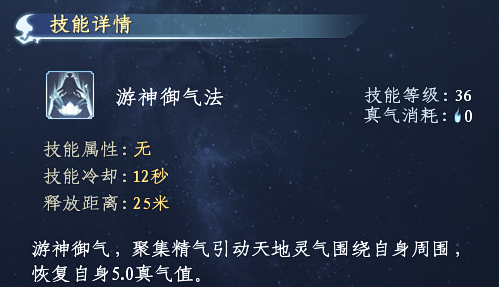 技能详情
游神御气法
技能等级：36
真气消耗：0
技能属性：无
技能冷却：12秒
释放距离：25米
游神御气，聚集精气引动天地灵气围绕自身周围，
恢复自身5.0真气值。